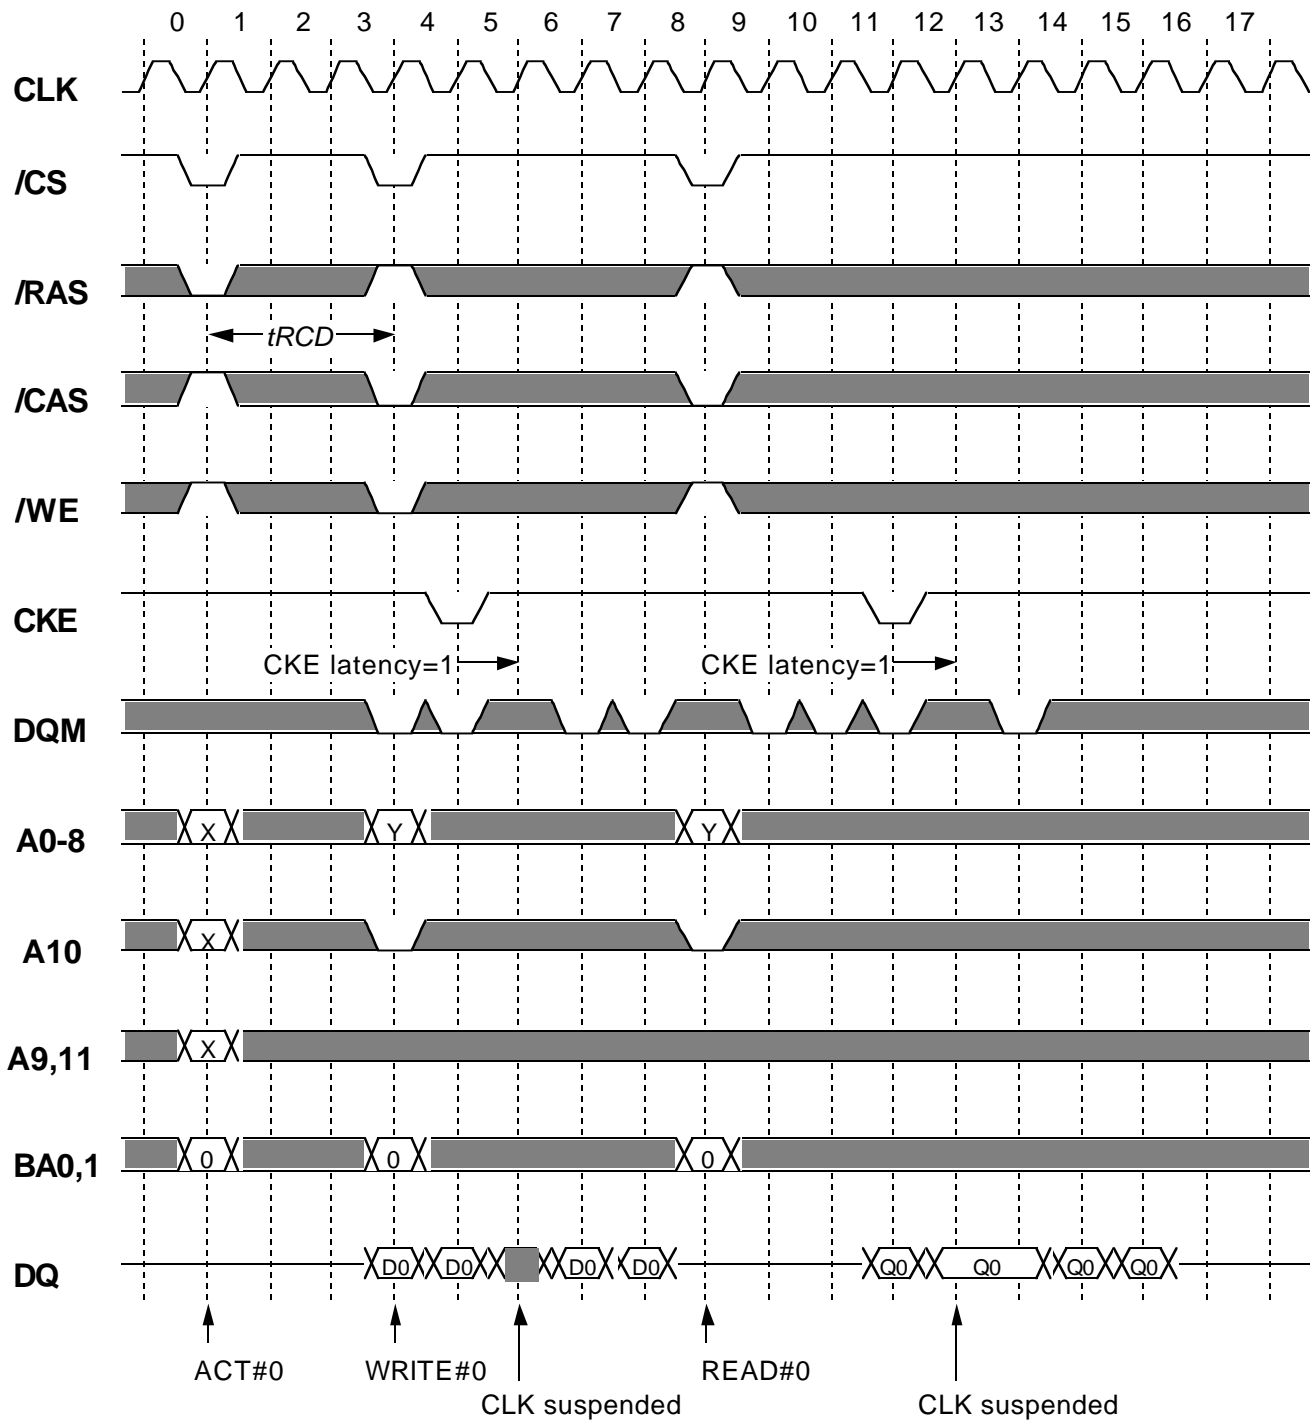 0 1 2 3 4 5 6 7 8 9 10 11 12 13 14 15 16 17
CLK
/CS
/RAS
tRCD
/CAS
/WE
CKE
CKE latency=1 CKE latency=1
DQM
A0-8 X Y Y
A10 X
A9,11 X
BA0,1 0 0 0
DQ D0 D0 D0 D0 Q0 Q0 Q0 Q0
ACT#0 WRITE#0 READ#0
CLK suspended CLK suspended